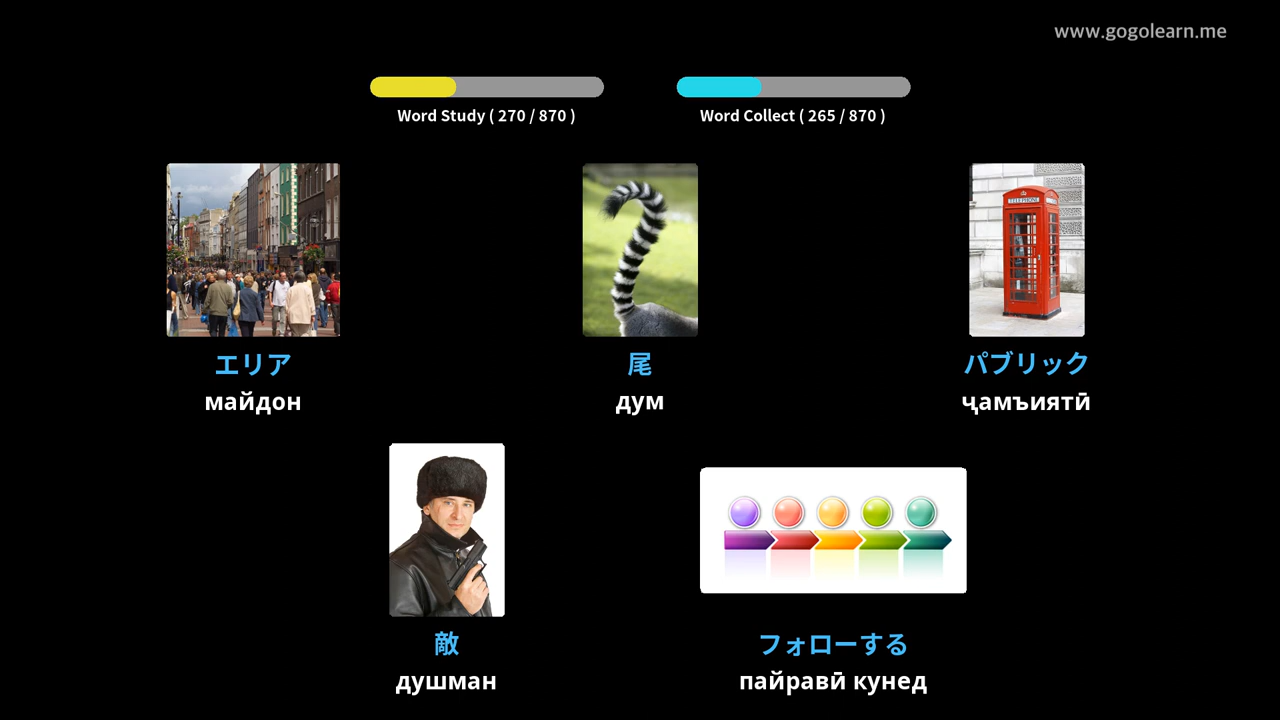 www.gogolearn.me
Word Study ( 270 / 870 )
Word Collect ( 265 / 870 )
TELEPHONE
エリア
尾
パブリック
майдон
дум
ҷамъиятӣ
敵
フォローする
душман
пайравӣ кунед